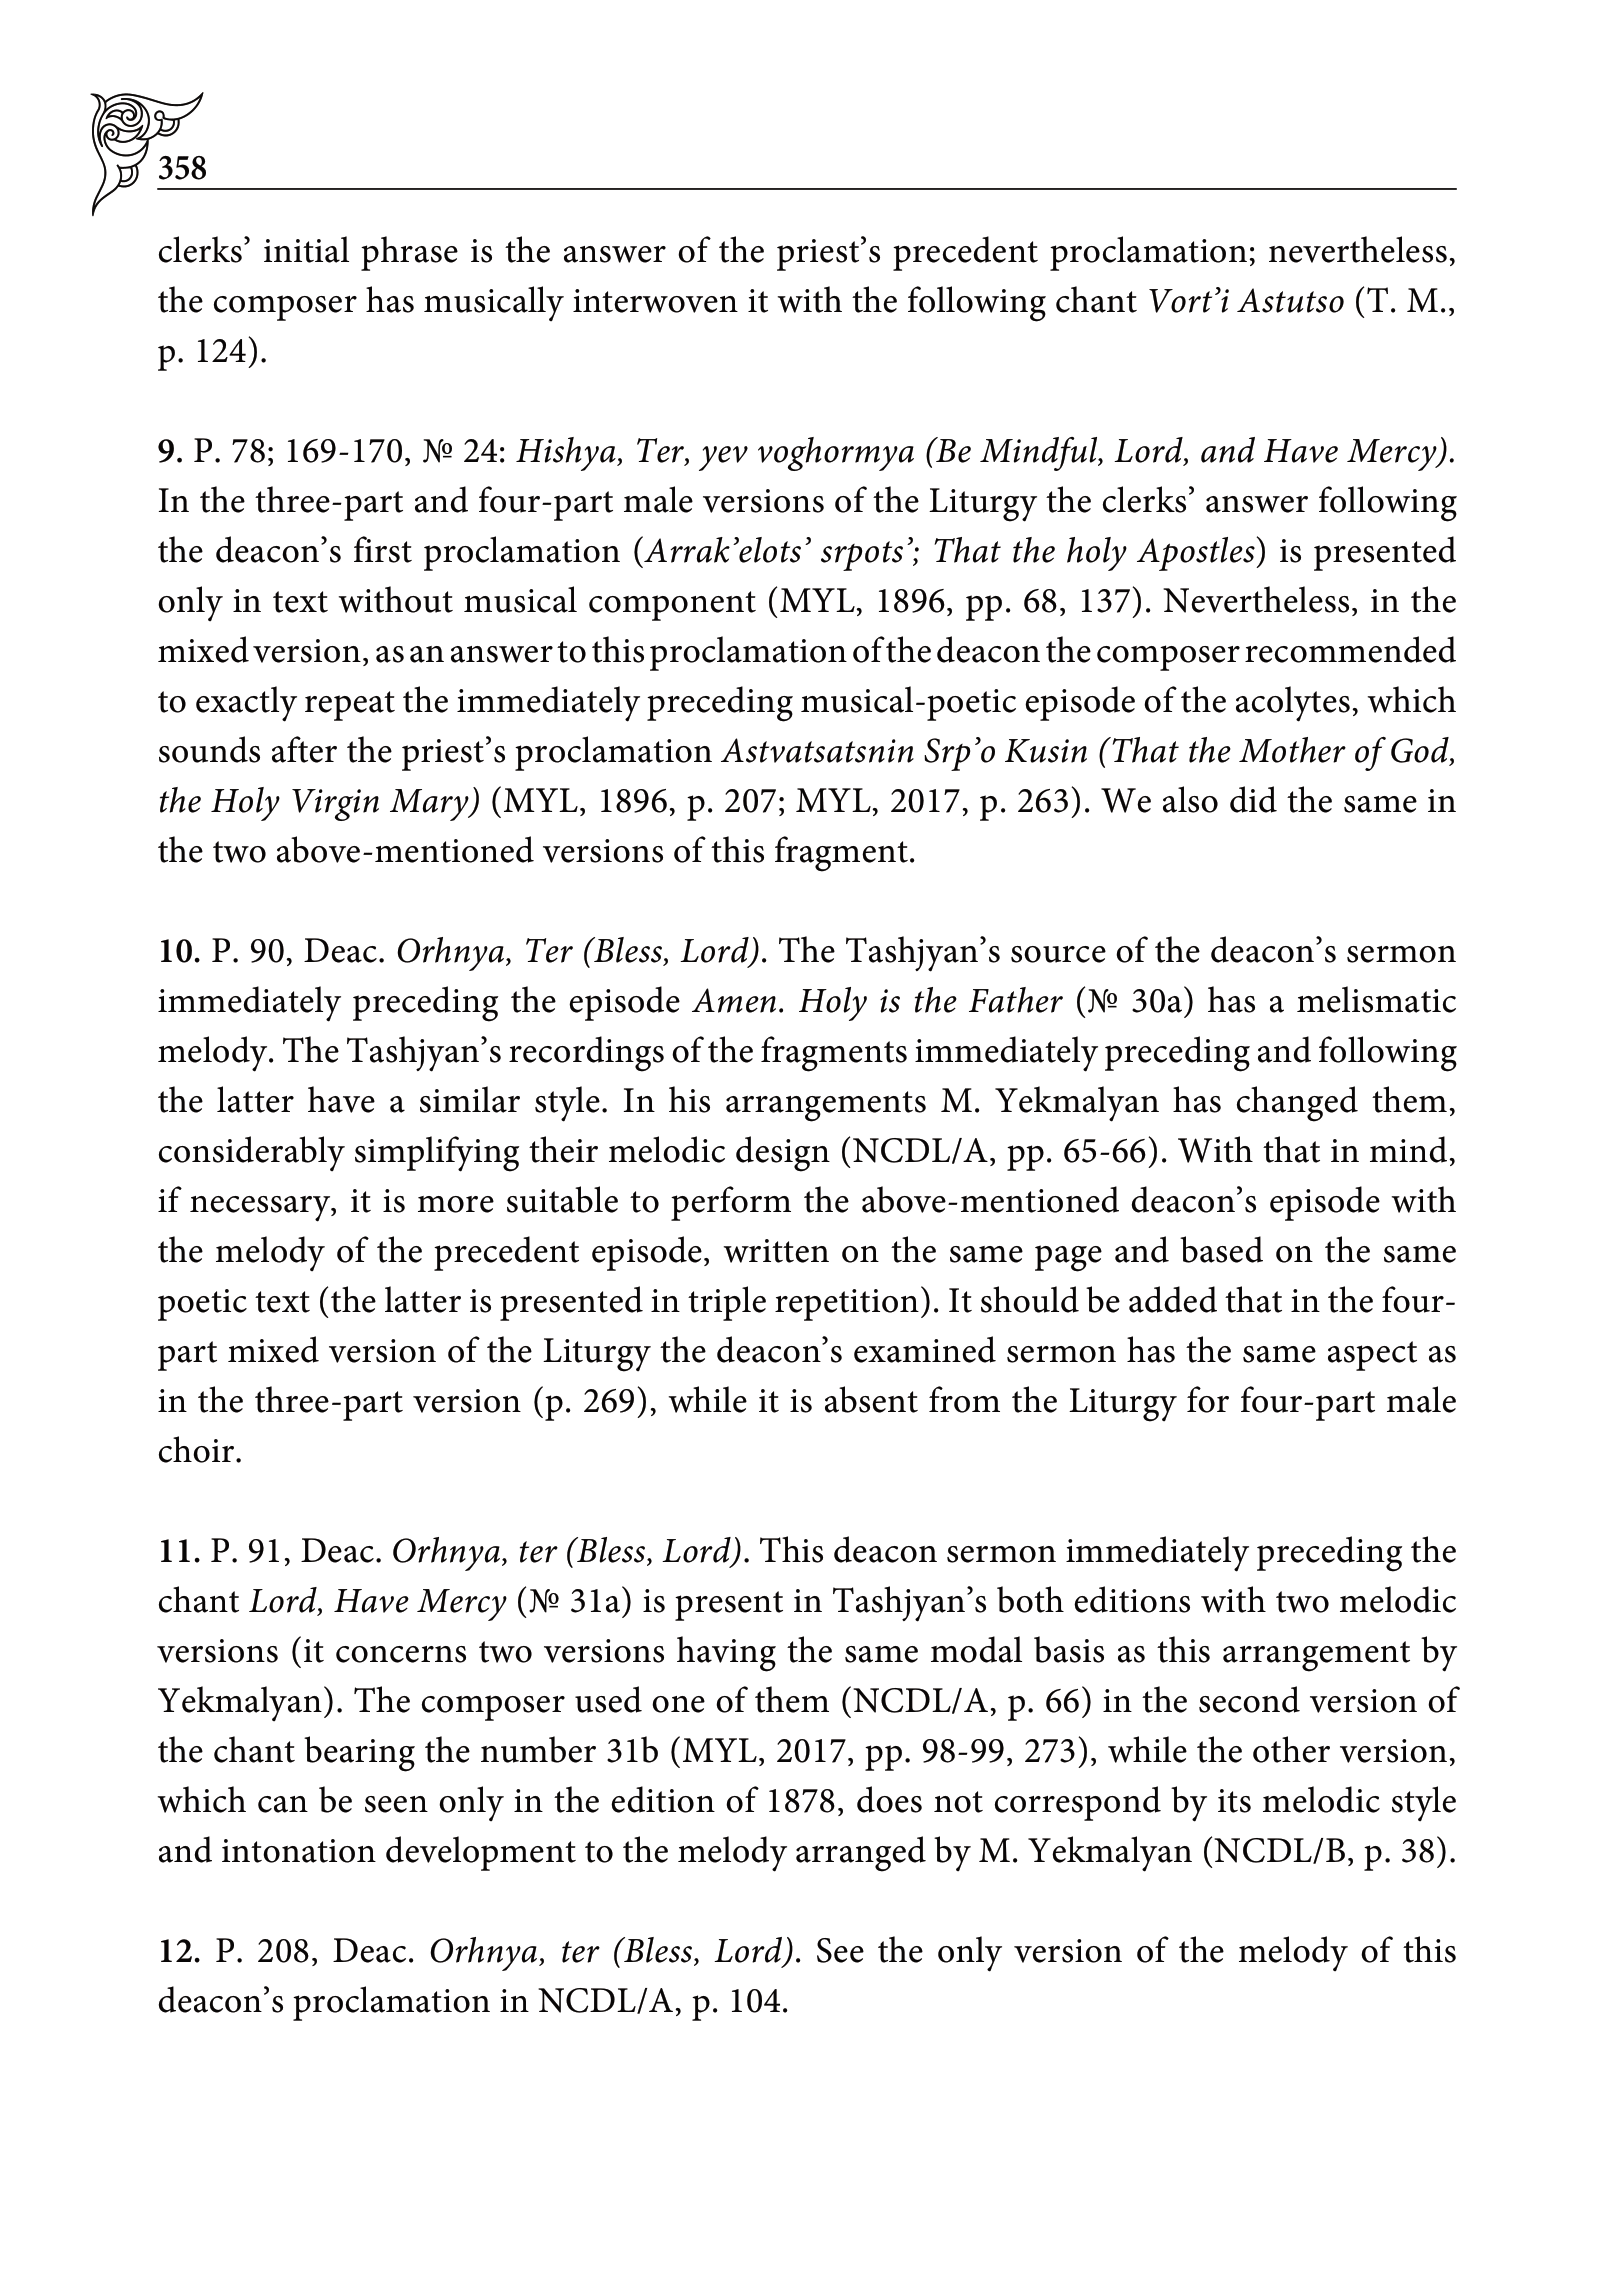 358
clerks’ initial phrase is the answer of the priest’s precedent proclamation; nevertheless,
the composer has musically interwoven it with the following chant Vort’i Astutso (T. M.,
p. 124).
9. P. 78; 169-170, № 24: Hishya, Ter, yev voghormya (Be Mindful, Lord, and Have Mercy).
In the three-part and four-part male versions of the Liturgy the clerks’ answer following
the deacon’s first proclamation (Arrak’elots’ srpots’; That the holy Apostles) is presented
only in text without musical component (MYL, 1896, pp. 68, 137). Nevertheless, in the
mixed version, as an answer to this proclamation of the deacon the composer recommended
to exactly repeat the immediately preceding musical-poetic episode of the acolytes, which
sounds after the priest’s proclamation Astvatsatsnin Srp’o Kusin (That the Mother of God,
the Holy Virgin Mary) (MYL, 1896, p. 207; MYL, 2017, p. 263). We also did the same in
the two above-mentioned versions of this fragment.
10. P. 90, Deac. Orhnya, Ter (Bless, Lord). The Tashjyan’s source of the deacon’s sermon
immediately preceding the episode Amen. Holy is the Father (№ 30a) has a melismatic
melody. The Tashjyan’s recordings of the fragments immediately preceding and following
the latter have a similar style. In his arrangements M. Yekmalyan has changed them,
considerably simplifying their melodic design (NCDL/A, pp. 65-66). With that in mind,
if necessary, it is more suitable to perform the above-mentioned deacon’s episode with
the melody of the precedent episode, written on the same page and based on the same
poetic text (the latter is presented in triple repetition). It should be added that in the four-
part mixed version of the Liturgy the deacon’s examined sermon has the same aspect as
in the three-part version (p. 269), while it is absent from the Liturgy for four-part male
choir.
11. P. 91, Deac. Orhnya, ter (Bless, Lord). This deacon sermon immediately preceding the
chant Lord, Have Mercy (№ 31a) is present in Tashjyan’s both editions with two melodic
versions (it concerns two versions having the same modal basis as this arrangement by
Yekmalyan). The composer used one of them (NCDL/A, p. 66) in the second version of
the chant bearing the number 31b (MYL, 2017, pp. 98-99, 273), while the other version,
which can be seen only in the edition of 1878, does not correspond by its melodic style
and intonation development to the melody arranged by M. Yekmalyan (NCDL/B, p. 38).
12. P. 208, Deac. Orhnya, ter (Bless, Lord). See the only version of the melody of this
deacon’s proclamation in NCDL/A, p. 104.